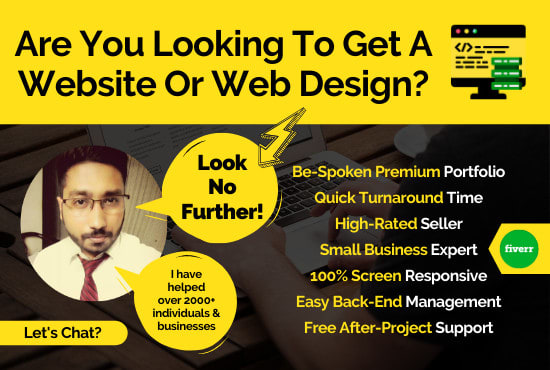 Are You Looking To Get A
Website Or Web Design?
</>
Look
No
Further!
I have
helped
over 2000+
individuals &
businesses
Let's Chat?
Be-Spoken Premium Portfolio
Quick Turnaround Time
High-Rated Seller
Small Business Expert
fiverr
100% Screen Responsive
Easy Back-End Management
Free After-Project Support